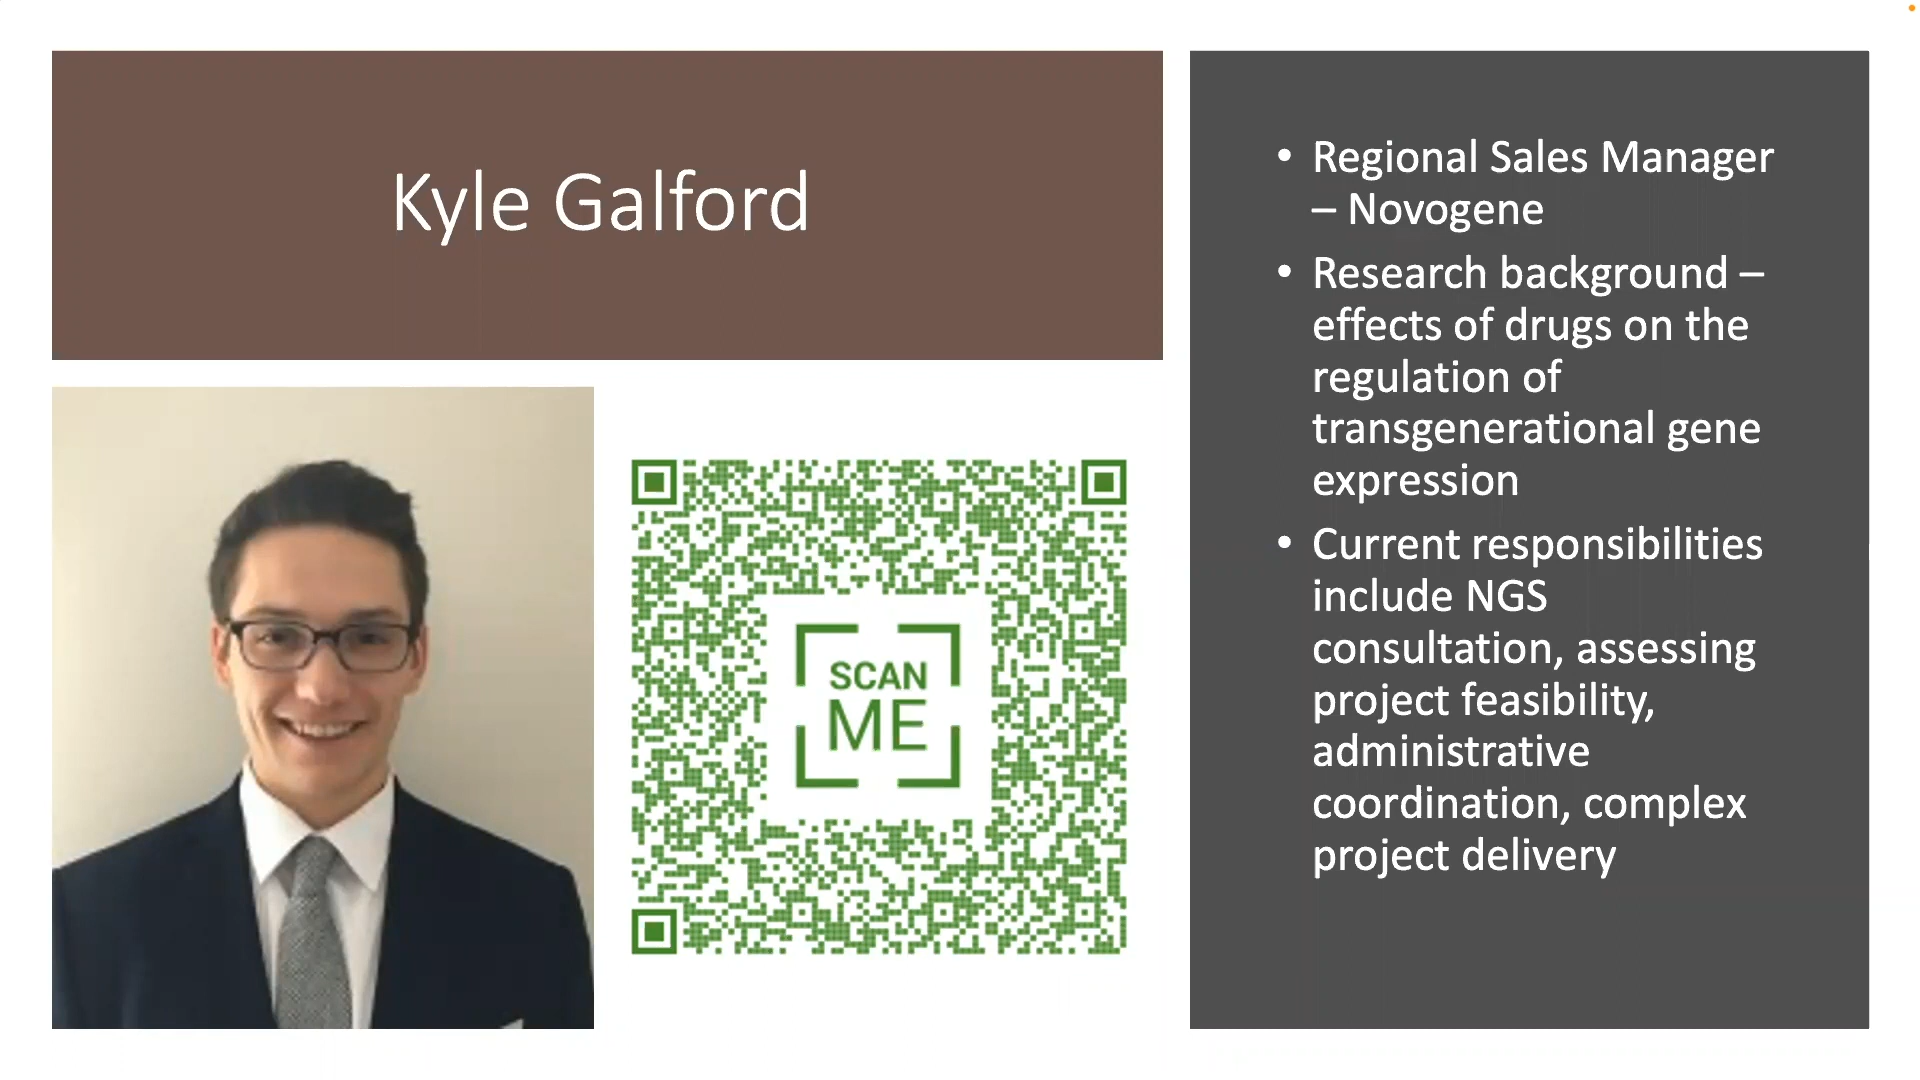 Kyle Galford
SCAN
ME
• Regional Sales Manager
– Novogene
• Research background –
effects of drugs on the
regulation of
transgenerational gene
expression
• Current responsibilities
include NGS
consultation, assessing
project feasibility,
administrative
coordination, complex
project delivery